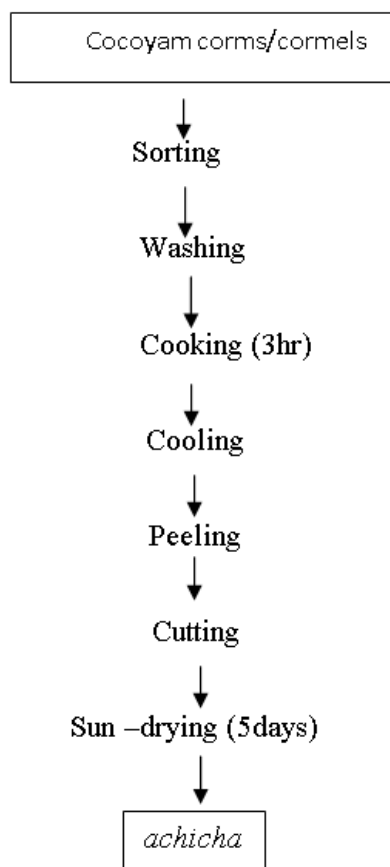 Cocoyam corms/cormels
Sorting
Washing
Cooking (3hr)
Cooling
Peeling
Cutting
Sun –drying (5days)
achicha